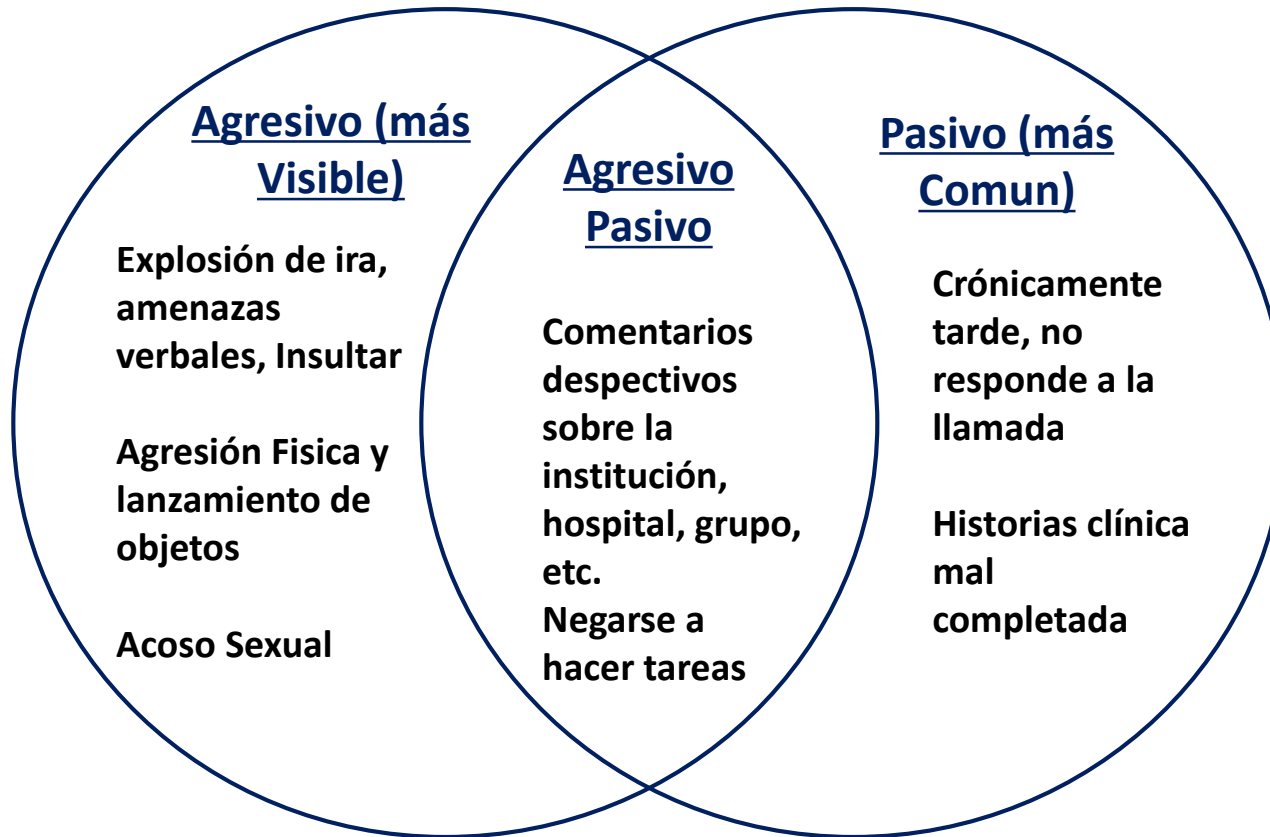 Agresivo (más
Visible)
Explosión de ira,
amenazas
verbales, Insultar
Agresión Fisica y
lanzamiento de
objetos
Acoso Sexual
Agresivo
Pasivo
Comentarios
despectivos
sobre la
institución,
hospital, grupo,
etc.
Negarse a
hacer tareas
Pasivo (más
Comun)
Crónicamente
tarde, no
responde a la
llamada
Historias clínica
mal
completada